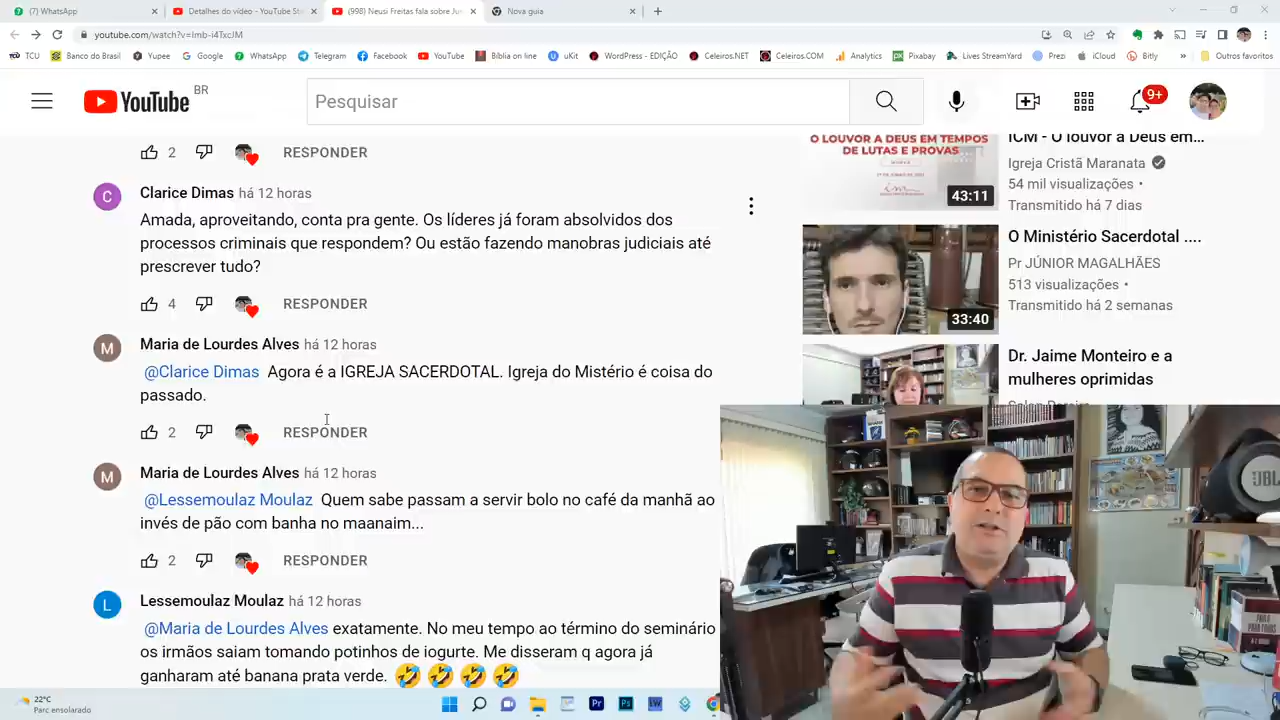 (7) WhatsApp
Detalhes do vídeo - YouTube Stu
(998) Neusi Freitas fala sobre Ju
Nova guia
youtube.com/watch?v=Imb-i4TxcJM
TCU
Banco do Brasil
Yupee
Google
WhatsApp
Telegram
Facebook
YouTube
Bíblia on line
uKit
WordPress - EDIÇÃO
Celeiros.NET
Celeiros.COM
Analytics
Pixabay
Lives StreamYard
Prezi
iCloud
Bitly
»
Outros favoritos
YouTube BR
Pesquisar
9+
2 RESPONDER
Clarice Dimas há 12 horas
Amada, aproveitando, conta pra gente. Os líderes já foram absolvidos dos
processos criminais que respondem? Ou estão fazendo manobras judiciais até
prescrever tudo?
4 RESPONDER
Maria de Lourdes Alves há 12 horas
@Clarice Dimas Agora é a IGREJA SACERDOTAL. Igreja do Mistério é coisa do
passado.
2 RESPONDER
Maria de Lourdes Alves há 12 horas
@Lessemoulaz Moulaz Quem sabe passam a servir bolo no café da manhã ao
invés de pão com banha no maanaim...
2 RESPONDER
Lessemoulaz Moulaz há 12 horas
@Maria de Lourdes Alves exatamente. No meu tempo ao término do seminário
os irmãos saiam tomando potinhos de iogurte. Me disseram q agora já
ganharam até banana prata verde. 🤣 🤣 🤣 🤣
O LOUVOR A DEUS EM TEMPOS
DE LUTAS E PROVAS
43:11
ICM - O louvor a Deus em...
Igreja Cristã Maranata
54 mil visualizações •
Transmitido há 7 dias
33:40
O Ministério Sacerdotal ....
Pr JÚNIOR MAGALHÃES
513 visualizações •
Transmitido há 2 semanas
Dr. Jaime Monteiro e a
mulheres oprimidas
JBL
22°C
Parc ensolarado